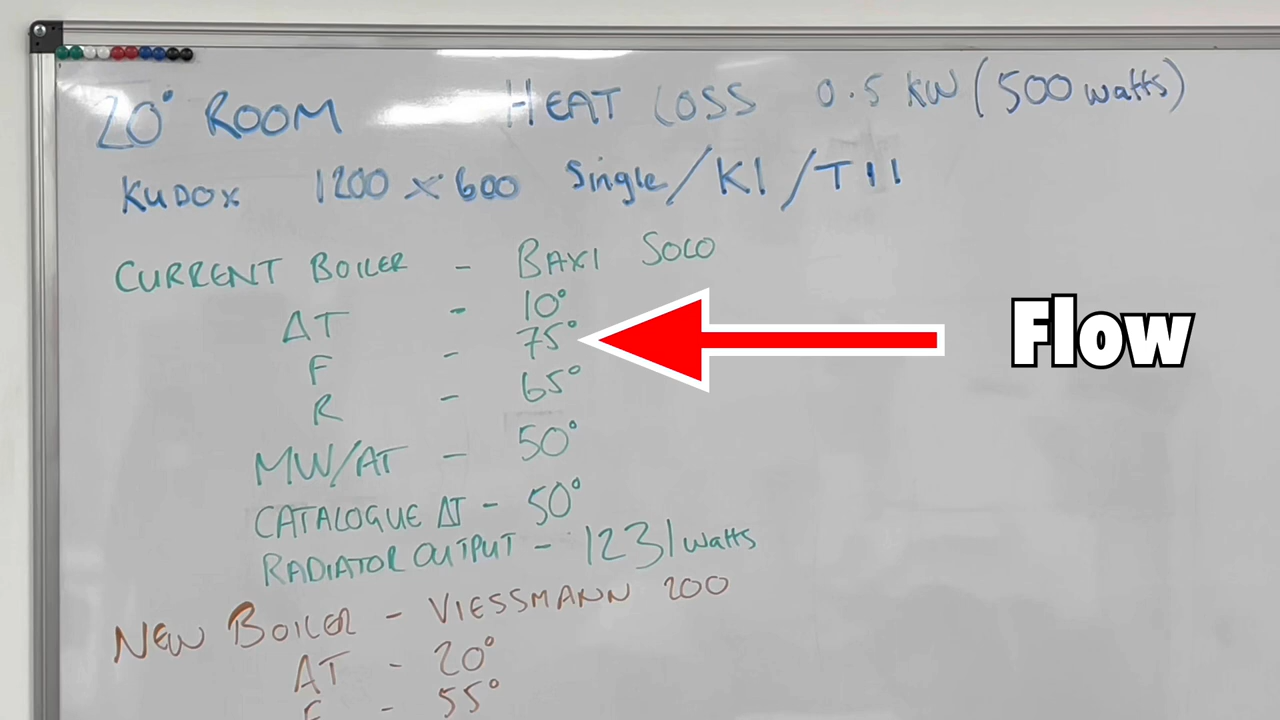 20° ROOM HEAT LOSS 0.5 KW (500 watts)
KUDOX 1200 x 600 Single/K1/T11
CURRENT BOILER - BAXI SOLO
ΔT - 10°
F - 75°
Flow
R - 65°
MW/AT - 50°
CATALOGUE ΔT - 50°
RADIATOR OUTPUT - 1231 watts
NEW BOILER - VIESSMANN 200
ΔT - 20°
F - 55°